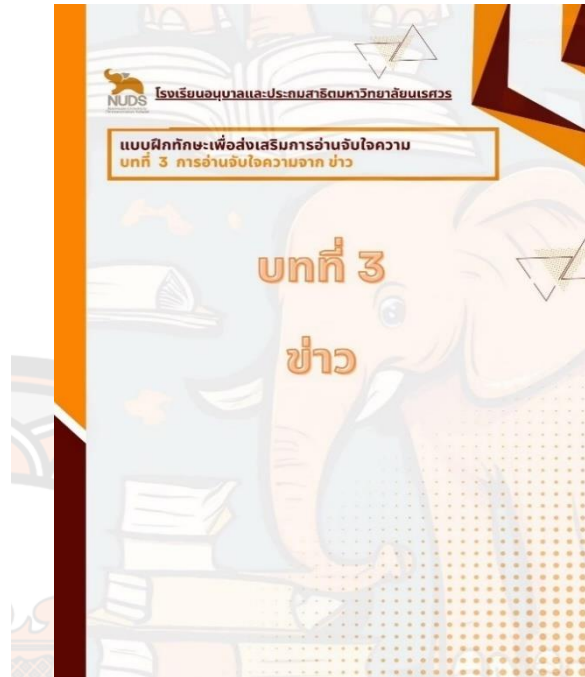 NUDS
โรงเรียนอนุบาลและประถมสาธิตมหาวิทยาลัยนเรศวร
แบบฝึกทักษะเพื่อส่งเสริมการอ่านจับใจความ
บทที่ 3 การอ่านจับใจความจาก ข่าว
บทที่ 3
ข่าว